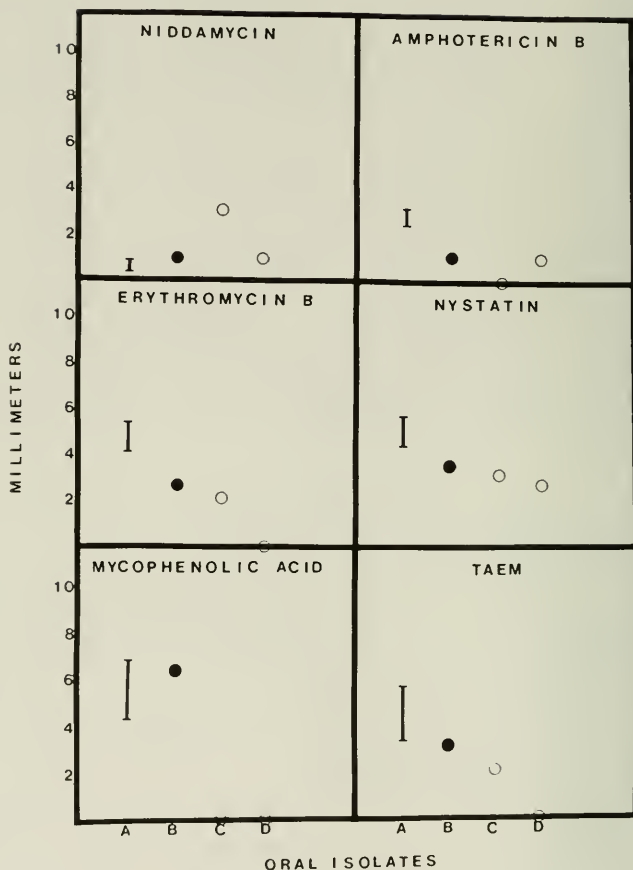 NIDDAMYCIN
AMPHOTERICIN B
10
8
6
4
2
ERYTHROMYCIN B
NYSTATIN
10
8
6
4
2
MYCOPHENOLIC ACID
TAEM
10
8
6
4
2
MILLIMETERS
A B C D
A B C D
ORAL ISOLATES